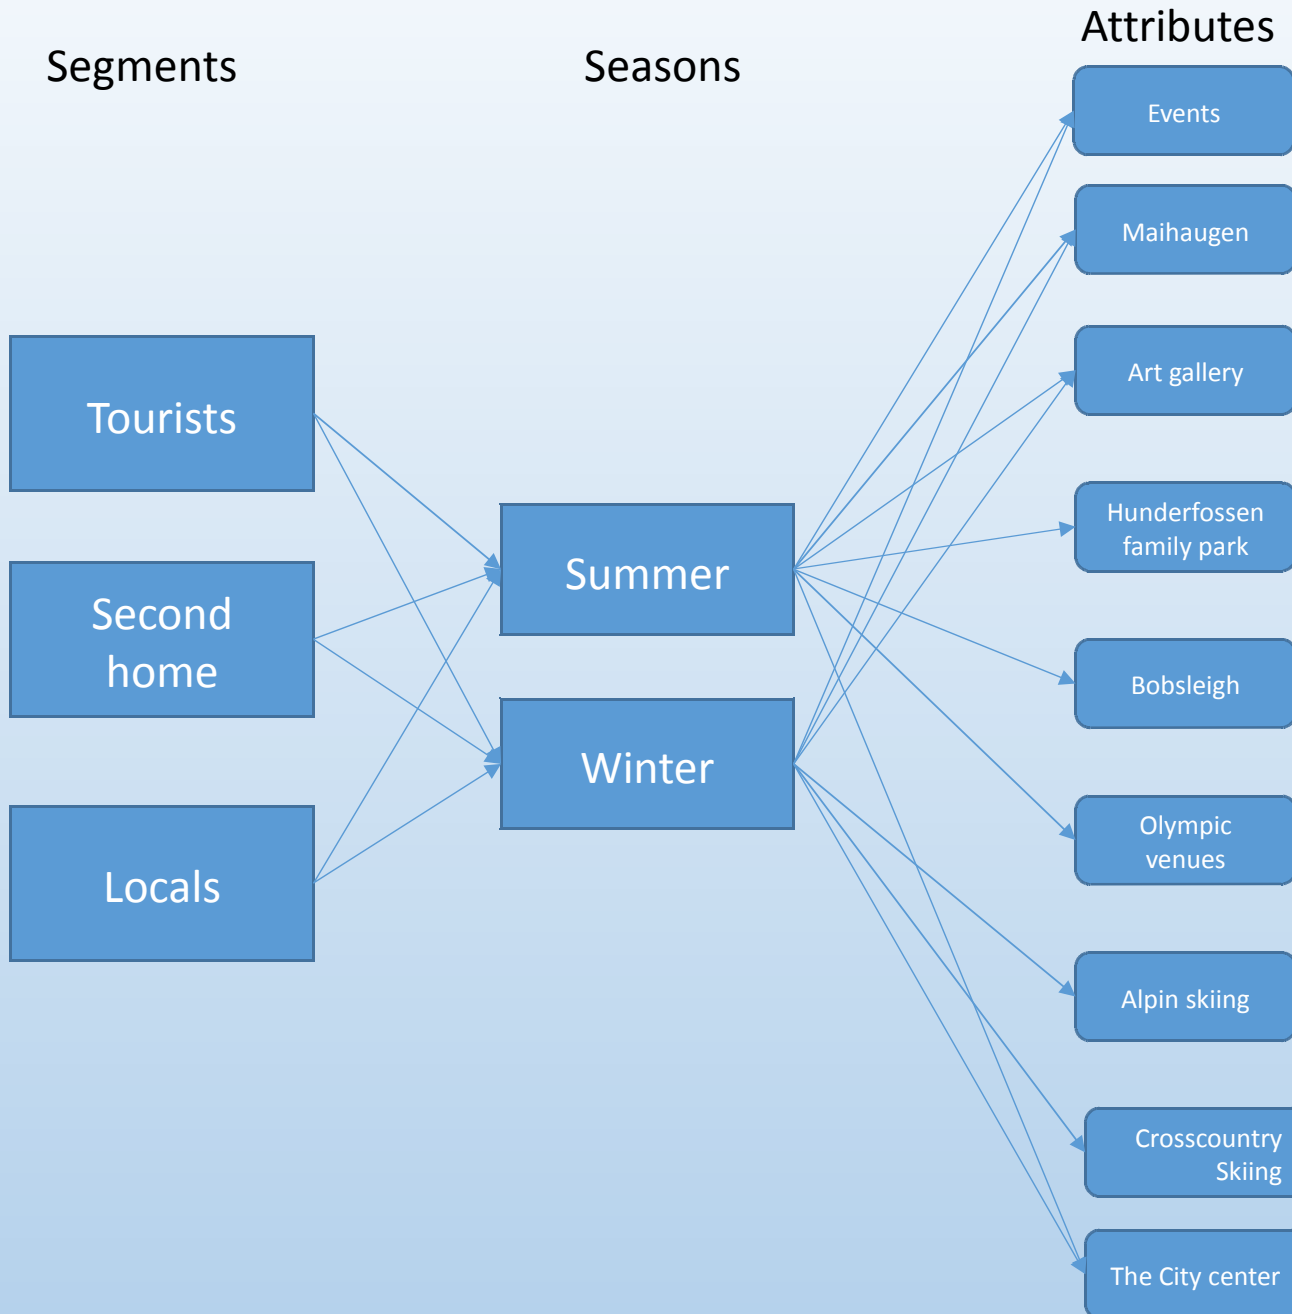 Segments
Seasons
Attributes
Tourists
Second
home
Locals
Summer
Winter
Events
Maihaugen
Art gallery
Hunderfossen
family park
Bobsleigh
Olympic
venues
Alpin skiing
Crosscountry
Skiing
The City center